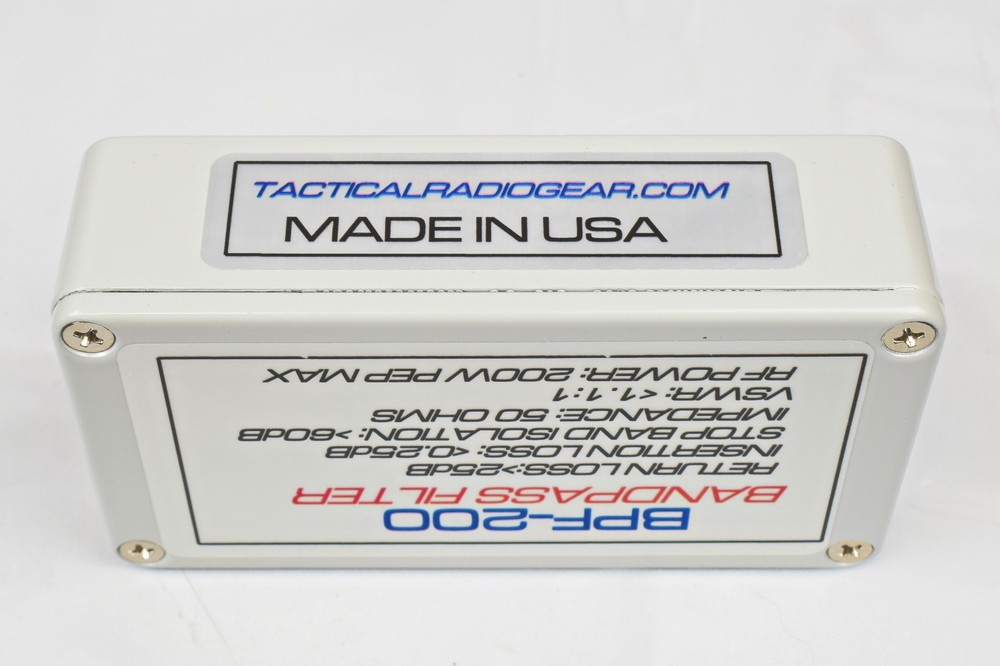 TACTICALRADIOGEAR.COM
MADE IN USA
BPF-200
BANDPASS FILTER
RETURN LOSS:>25dB
INSERTION LOSS: <0.25dB
STOP BAND ISOLATION: >60dB
IMPEDANCE: 50 OHMS
VSWR: <1.1:1
RF POWER: 200W PEP MAX